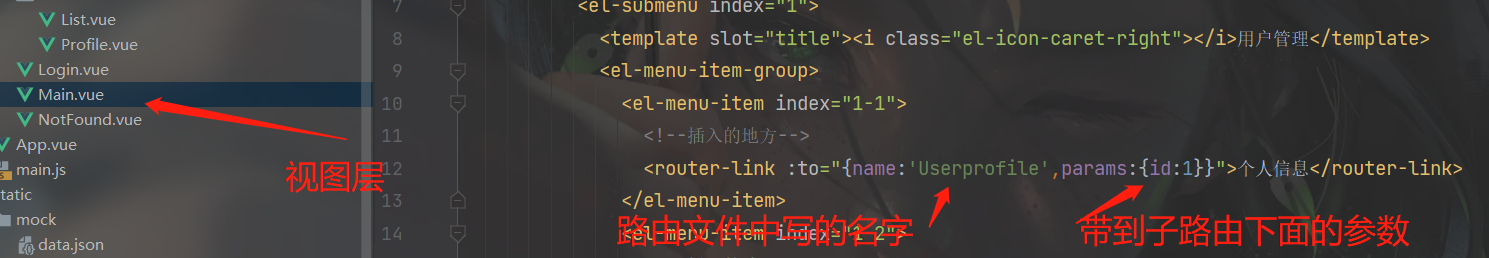 List.vue
Profile.vue
Login.vue
Main.vue
NotFound.vue
App.vue
main.js
tatic
mock
data.json
视图层
7 <el-submenu index="1">
8 <template slot="title"><i class="el-icon-caret-right"></i>用户管理</template>
9 <el-menu-item-group>
10 <el-menu-item index="1-1">
11 <!--插入的地方-->
12 <router-link :to="{name:'Userprofile',params:{id:1}}">个人信息</router-link>
13 </el-menu-item>
14 <el-menu-item index="1-2">
路由文件中写的名字
带到子路由下面的参数